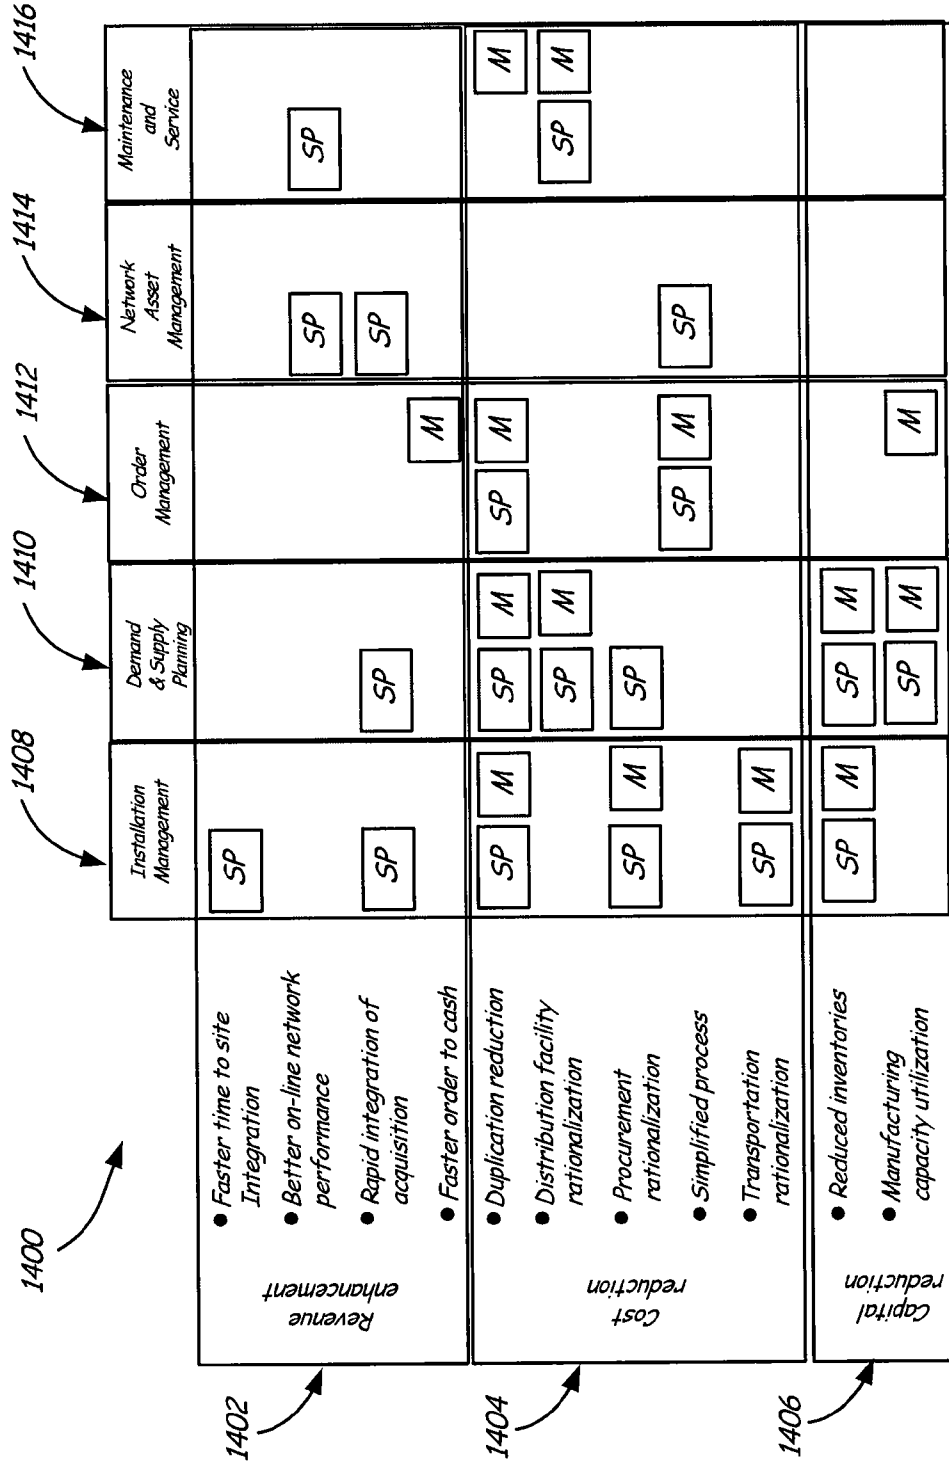 1400
1408
1410
1412
1414
1416
Installation
Management
Demand
& Supply
Planning
Order
Management
Network
Asset
Management
Maintenance
and
Service
1402
Revenue
enhancement
● Faster time to site
Integration
SP
● Better on-line network
performance
SP
SP
● Rapid integration of
acquisition
SP
SP
SP
● Faster order to cash
M
1404
Cost
reduction
● Duplication reduction
SP
M
SP
M
SP
M
M
● Distribution facility
rationalization
SP
M
SP
M
● Procurement
rationalization
SP
M
SP
● Simplified process
SP
M
SP
● Transportation
rationalization
SP
M
1406
Capital
reduction
● Reduced inventories
SP
M
SP
M
● Manufacturing
capacity utilization
SP
M
M